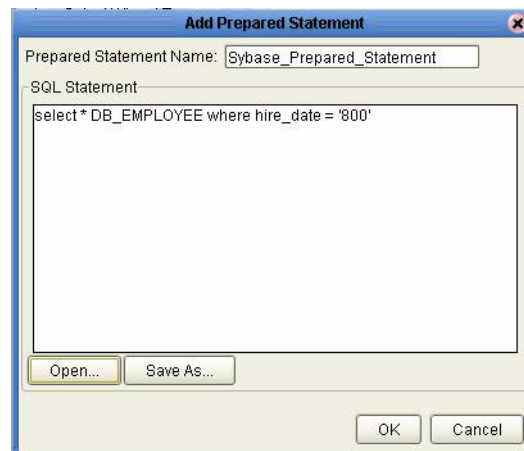 Add Prepared Statement
Prepared Statement Name: Sybase_Prepared_Statement
SQL Statement
select * DB_EMPLOYEE where hire_date = '800'
Open... Save As...
OK Cancel